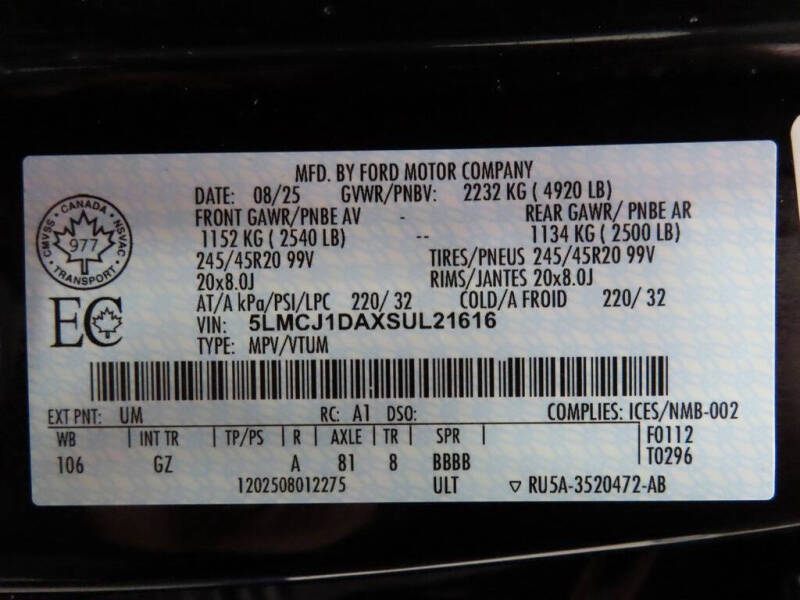 MFD. BY FORD MOTOR COMPANY
DATE: 08/25 GVWR/PNBV: 2232 KG ( 4920 LB)
FRONT GAWR/PNBE AV - REAR GAWR/ PNBE AR
1152 KG ( 2540 LB) -- 1134 KG ( 2500 LB)
245/45R20 99V TIRES/PNEUS 245/45R20 99V
20x8.0J RIMS/JANTES 20x8.0J
AT/A kPa/PSI/LPC 220/ 32 COLD/A FROID 220/ 32
VIN: 5LMCJ1DAXSUL21616
TYPE: MPV/VTUM
CANADA
CMVSS NSVAC
977
TRANSPORT
EC
EXT PNT: UM RC: A1 DSO: COMPLIES: ICES/NMB-002
WB INT TR TP/PS R AXLE TR SPR F0112
106 GZ A 81 8 BBBB T0296
1202508012275 ULT ▽ RU5A-3520472-AB